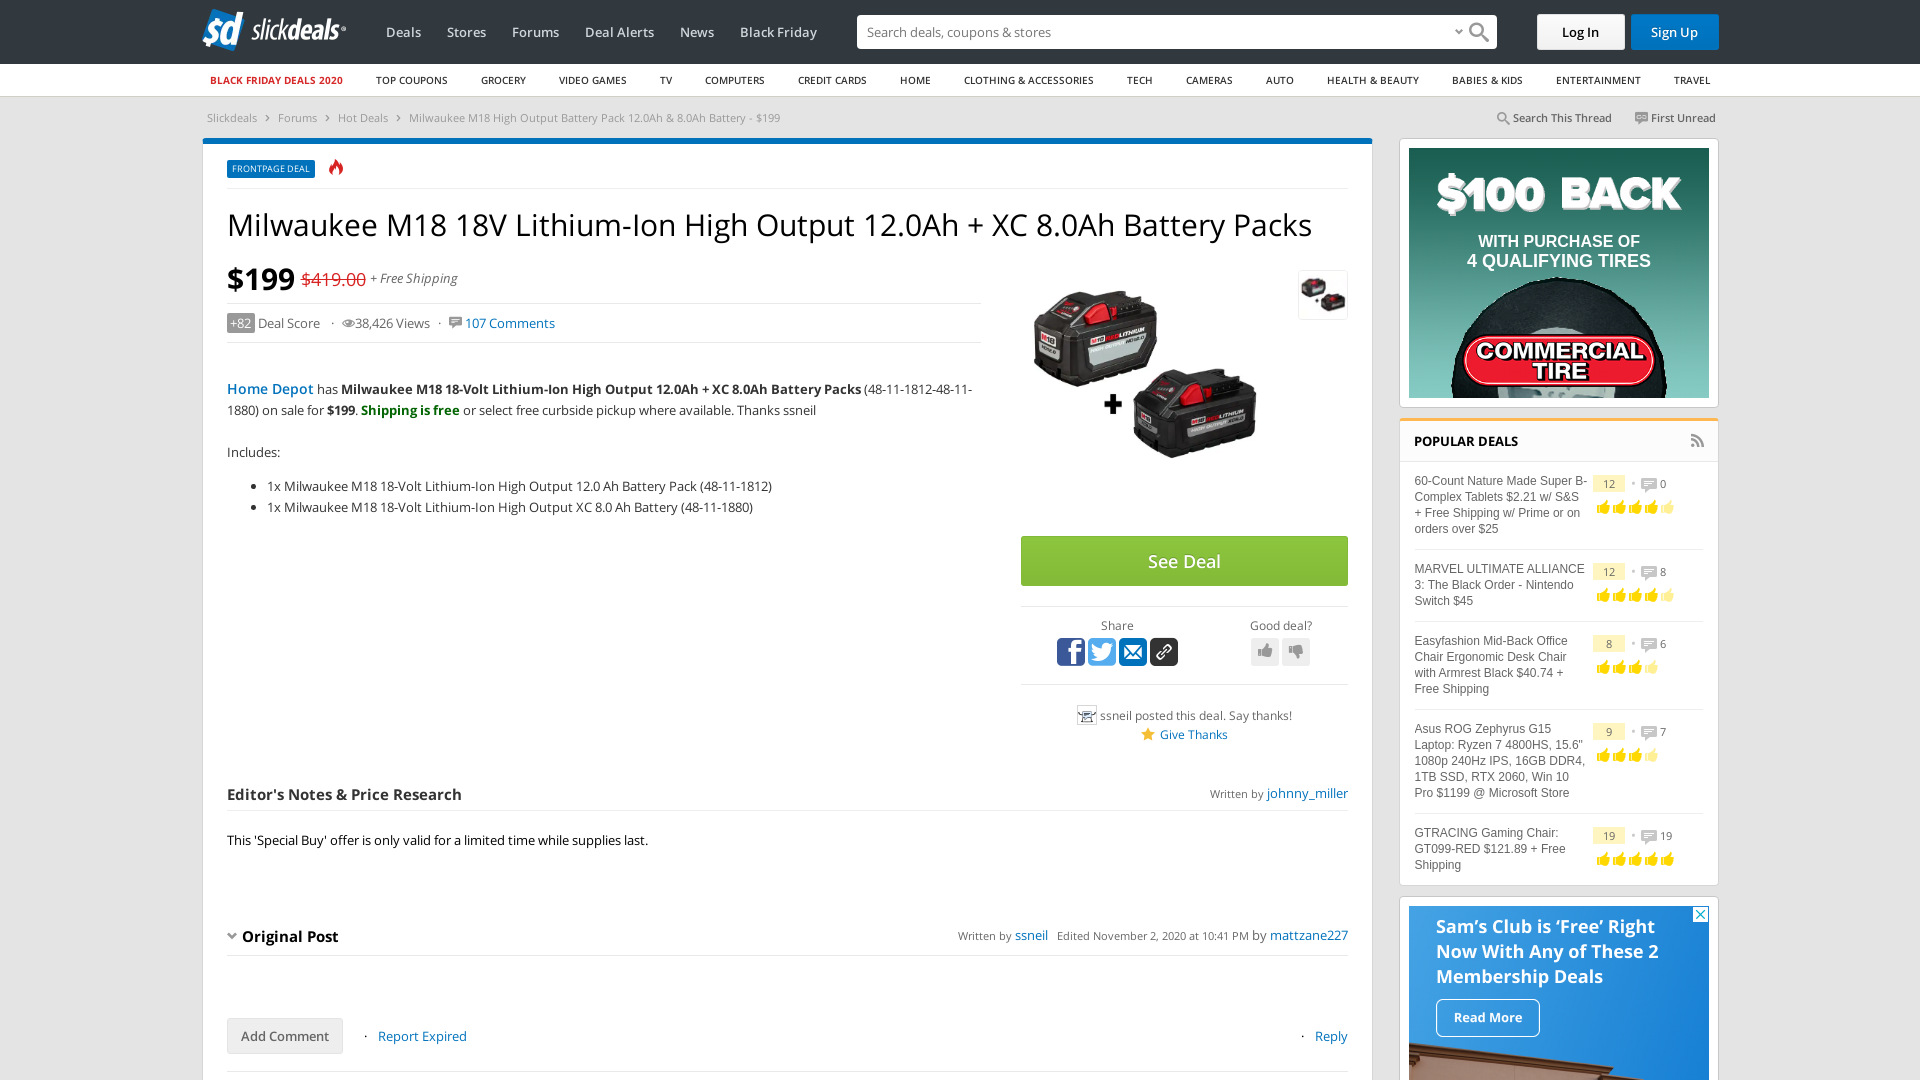 slickdeals
Deals Stores Forums Deal Alerts News Black Friday
Search deals, coupons & shopping
Log In
Sign Up
BLACK FRIDAY DEALS 2020 TOP COUPONS GROCERY VIDEO GAMES TV COMPUTERS CREDIT CARDS HOME CLOTHING & ACCESSORIES TECH CAMERAS AUTO HEALTH & BEAUTY BABIES & KIDS ENTERTAINMENT TRAVEL
Slickdeals > Forums > Hot Deals > Milwaukee M18 High Output Battery Pack 12.0Ah & 8.0Ah Battery - $199
Search This Thread First Unread
FRONTPAGE DEAL
Milwaukee M18 18V Lithium-Ion High Output 12.0Ah + XC 8.0Ah Battery Packs
$199 $419.00 + Free Shipping
+82 Deal Score · 38,426 Views · 107 Comments
Home Depot has Milwaukee M18 18-Volt Lithium-Ion High Output 12.0Ah + XC 8.0Ah Battery Packs (48-11-1812-48-11-
1880) on sale for $199. Shipping is free or select free curbside pickup where available. Thanks ssneil
Includes:
• 1x Milwaukee M18 18-Volt Lithium-Ion High Output 12.0 Ah Battery Pack (48-11-1812)
• 1x Milwaukee M18 18-Volt Lithium-Ion High Output XC 8.0 Ah Battery (48-11-1880)
See Deal
Share
Good deal?
ssneil posted this deal. Say thanks!
Give Thanks
Editor's Notes & Price Research
Written by johnny_miller
This 'Special Buy' offer is only valid for a limited time while supplies last.
Original Post
Written by ssneil Edited November 2, 2020 at 10:41 PM by mattzane227
Add Comment · Report Expired
· Reply
$100 BACK
WITH PURCHASE OF
4 QUALIFYING TIRES
COMMERCIAL
TIRE
POPULAR DEALS
60-Count Nature Made Super B-
Complex Tablets $2.21 w/ S&S
+ Free Shipping w/ Prime or on
orders over $25
12 • 0
MARVEL ULTIMATE ALLIANCE
3: The Black Order - Nintendo
Switch $45
12 • 8
Easyfashion Mid-Back Office
Chair Ergonomic Desk Chair
with Armrest Black $40.74 +
Free Shipping
8 • 6
Asus ROG Zephyrus G15
Laptop: Ryzen 7 4800HS, 15.6"
1080p 240Hz IPS, 16GB DDR4,
1TB SSD, RTX 2060, Win 10
Pro $1199 @ Microsoft Store
9 • 7
GTRACING Gaming Chair:
GT099-RED $121.89 + Free
Shipping
19 • 19
Sam's Club is 'Free' Right
Now With Any of These 2
Membership Deals
Read More